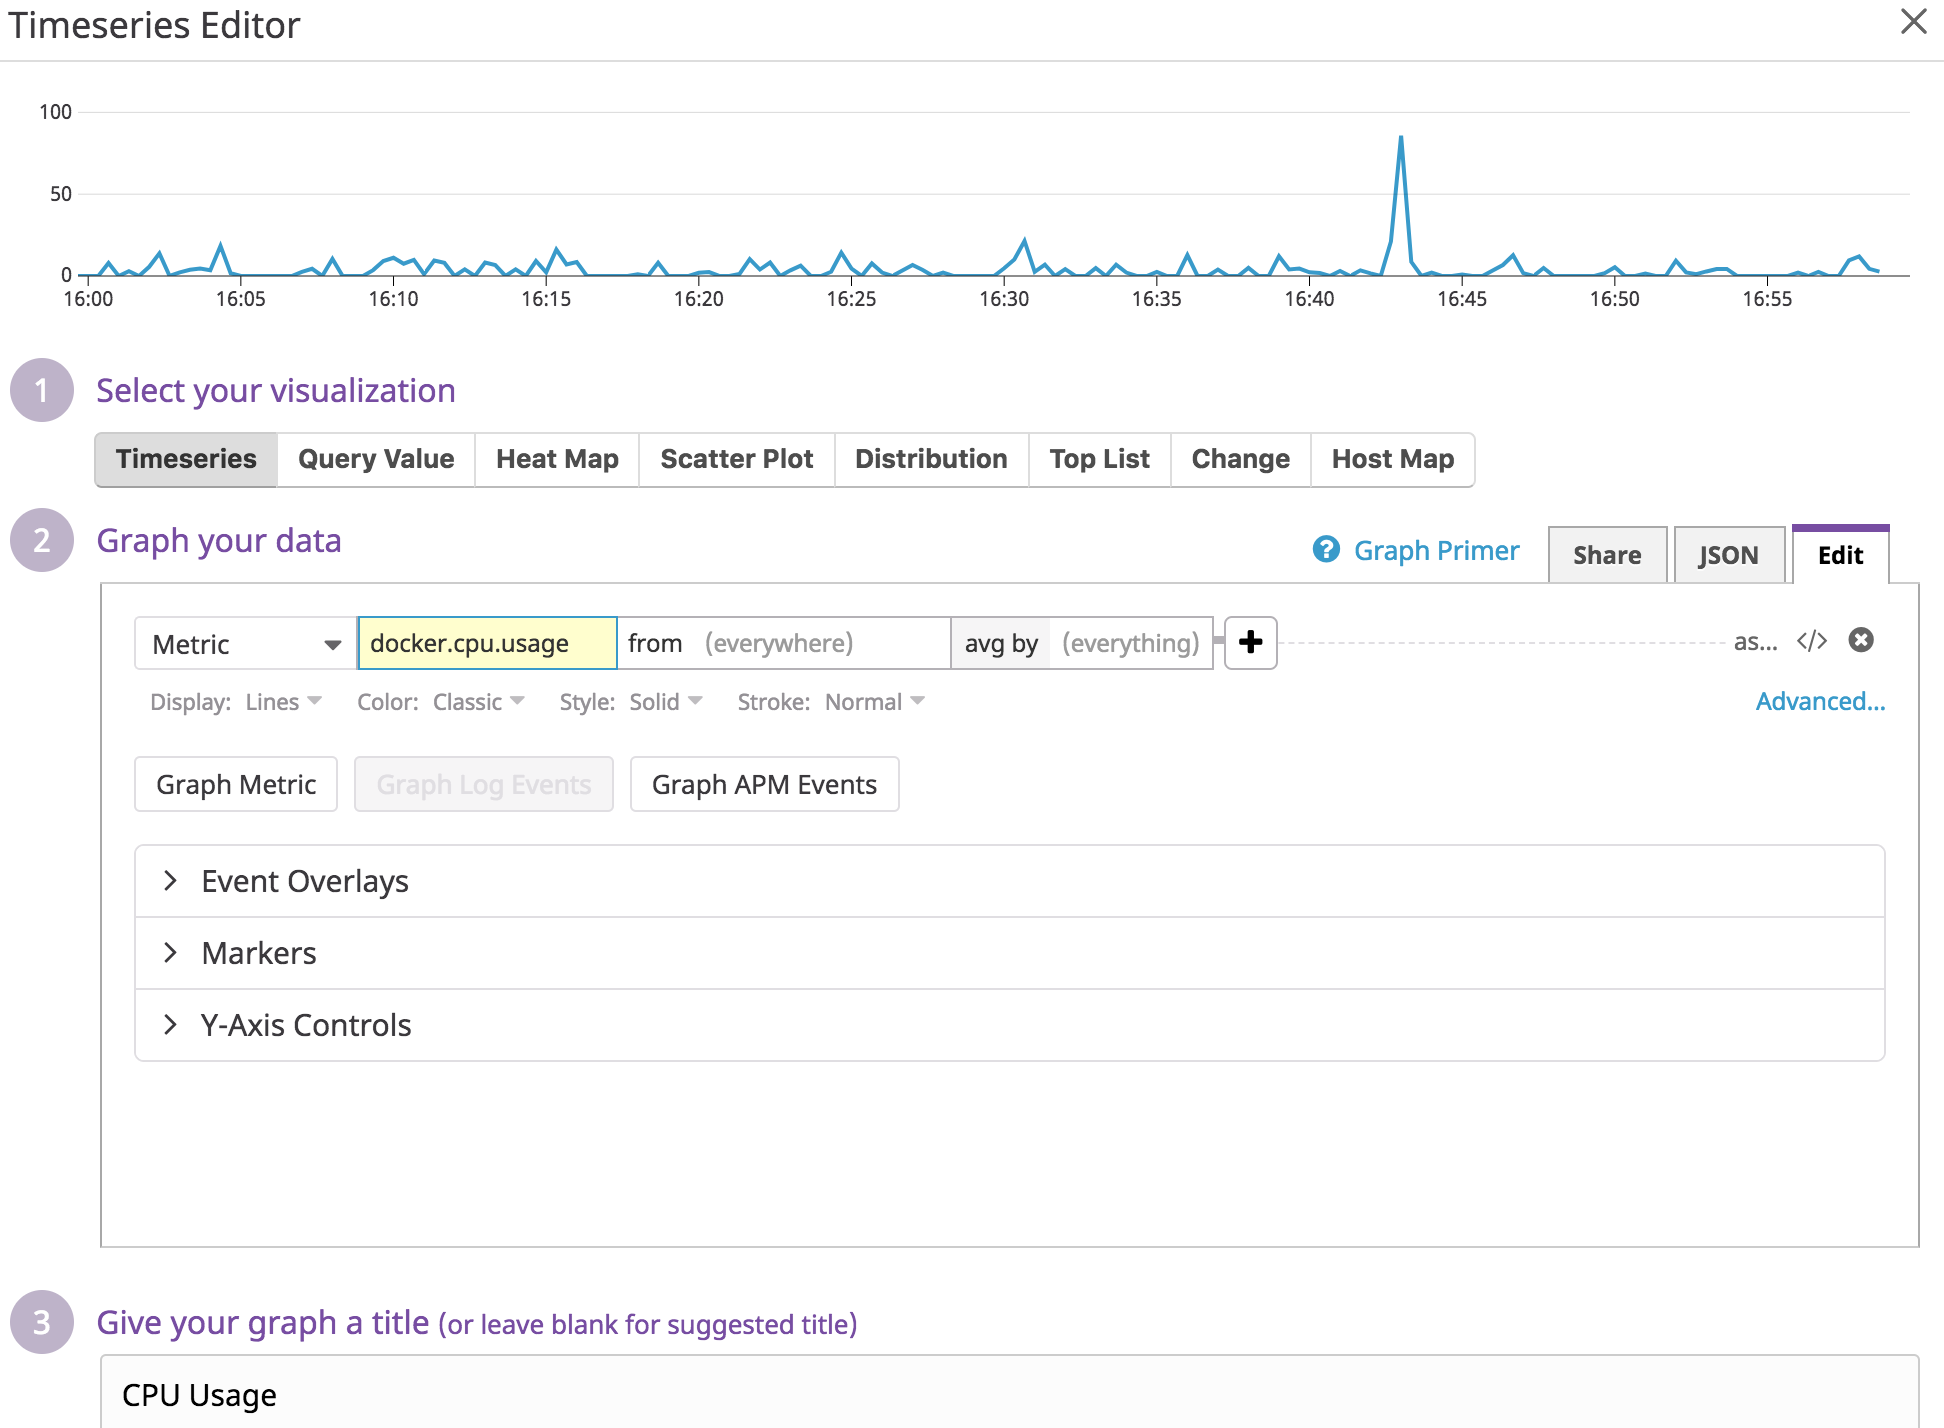 Timeseries Editor
100
50
0
16:00 16:05 16:10 16:15 16:20 16:25 16:30 16:35 16:40 16:45 16:50 16:55
1 Select your visualization
Timeseries Query Value Heat Map Scatter Plot Distribution Top List Change Host Map
2 Graph your data
? Graph Primer Share JSON Edit
Metric docker.cpu.usage from (everywhere) avg by (everything) as... </>
Display: Lines Color: Classic Style: Solid Stroke: Normal Advanced...
Graph Metric Graph Log Events Graph APM Events
Event Overlays
Markers
Y-Axis Controls
3 Give your graph a title (or leave blank for suggested title)
CPU Usage